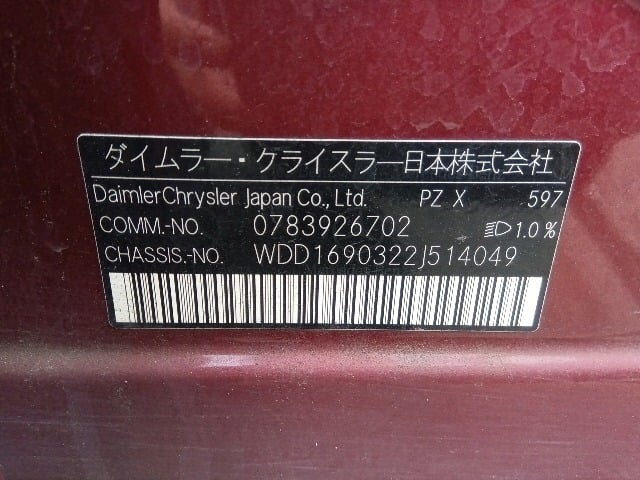 ダイムラー・クライスラー日本株式会社
DaimlerChrysler Japan Co., Ltd. PZ X 597
COMM.-NO. 0783926702 1.0 %
CHASSIS.-NO. WDD1690322J514049